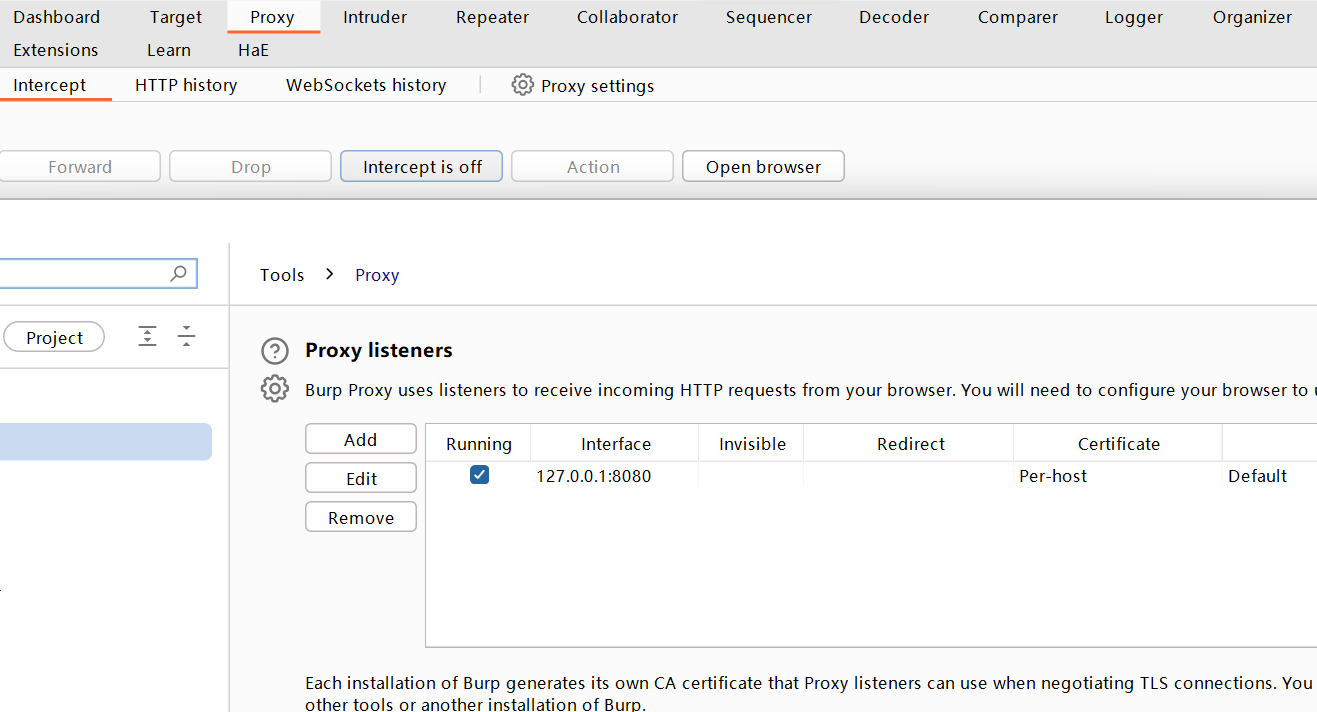 Dashboard Target Proxy Intruder Repeater Collaborator Sequencer Decoder Comparer Logger Organizer
Extensions Learn HaE
Intercept HTTP history WebSockets history Proxy settings
Forward Drop Intercept is off Action Open browser
Tools > Proxy
Project
? Proxy listeners
Burp Proxy uses listeners to receive incoming HTTP requests from your browser. You will need to configure your browser to
Add
Edit
Remove
Running Interface Invisible Redirect Certificate
127.0.0.1:8080 Per-host Default
Each installation of Burp generates its own CA certificate that Proxy listeners can use when negotiating TLS connections. You
other tools or another installation of Burp.